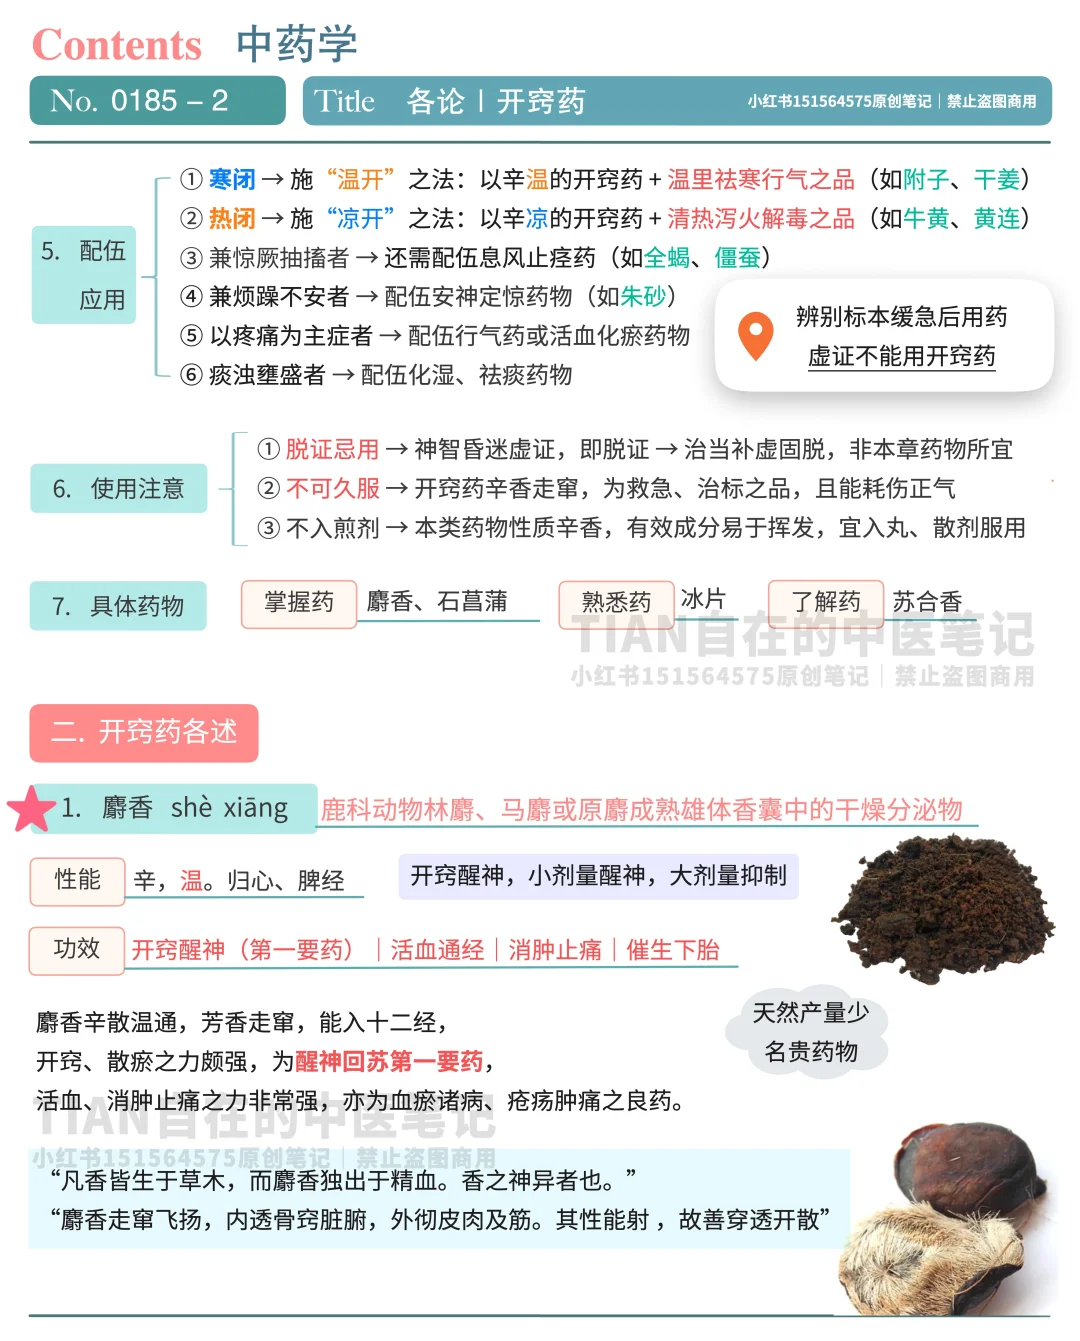 Contents 中药学
No. 0185 – 2
Title 各论 | 开窍药 小红书151564575原创笔记｜禁止盗图商用
5. 配伍
应用
① 寒闭 → 施“温开”之法：以辛温的开窍药 + 温里祛寒行气之品（如附子、干姜）
② 热闭 → 施“凉开”之法：以辛凉的开窍药 + 清热泻火解毒之品（如牛黄、黄连）
③ 兼惊厥抽搐者 → 还需配伍息风止痉药（如全蝎、僵蚕）
④ 兼烦躁不安者 → 配伍安神定惊药物（如朱砂）
⑤ 以疼痛为主症者 → 配伍行气药或活血化瘀药物
⑥ 痰浊壅盛者 → 配伍化湿、祛痰药物
辨别标本缓急后用药
虚证不能用开窍药
6. 使用注意
① 脱证忌用 → 神智昏迷虚证，即脱证 → 治当补虚固脱，非本章药物所宜
② 不可久服 → 开窍药辛香走窜，为救急、治标之品，且能耗伤正气
③ 不入煎剂 → 本类药物性质辛香，有效成分易于挥发，宜入丸、散剂服用
7. 具体药物 掌握药 麝香、石菖蒲 熟悉药 冰片 了解药 苏合香
TIAN自在的中医笔记
小红书151564575原创笔记｜禁止盗图商用
二. 开窍药各述
1. 麝香 shè xiāng 鹿科动物林麝、马麝或原麝成熟雄体香囊中的干燥分泌物
性能 辛，温。归心、脾经 开窍醒神，小剂量醒神，大剂量抑制
功效 开窍醒神（第一要药）｜活血通经｜消肿止痛｜催生下胎
天然产量少
名贵药物
麝香辛散温通，芳香走窜，能入十二经，
开窍、散瘀之力颇强，为醒神回苏第一要药，
活血、消肿止痛之力非常强，亦为血瘀诸病、疮疡肿痛之良药。
TIAN自在的中医笔记
小红书151564575原创笔记｜禁止盗图商用
“凡香皆生于草木，而麝香独出于精血。香之神异者也。”
“麝香走窜飞扬，内透骨窍脏腑，外彻皮肉及筋。其性能射，故善穿透开散”